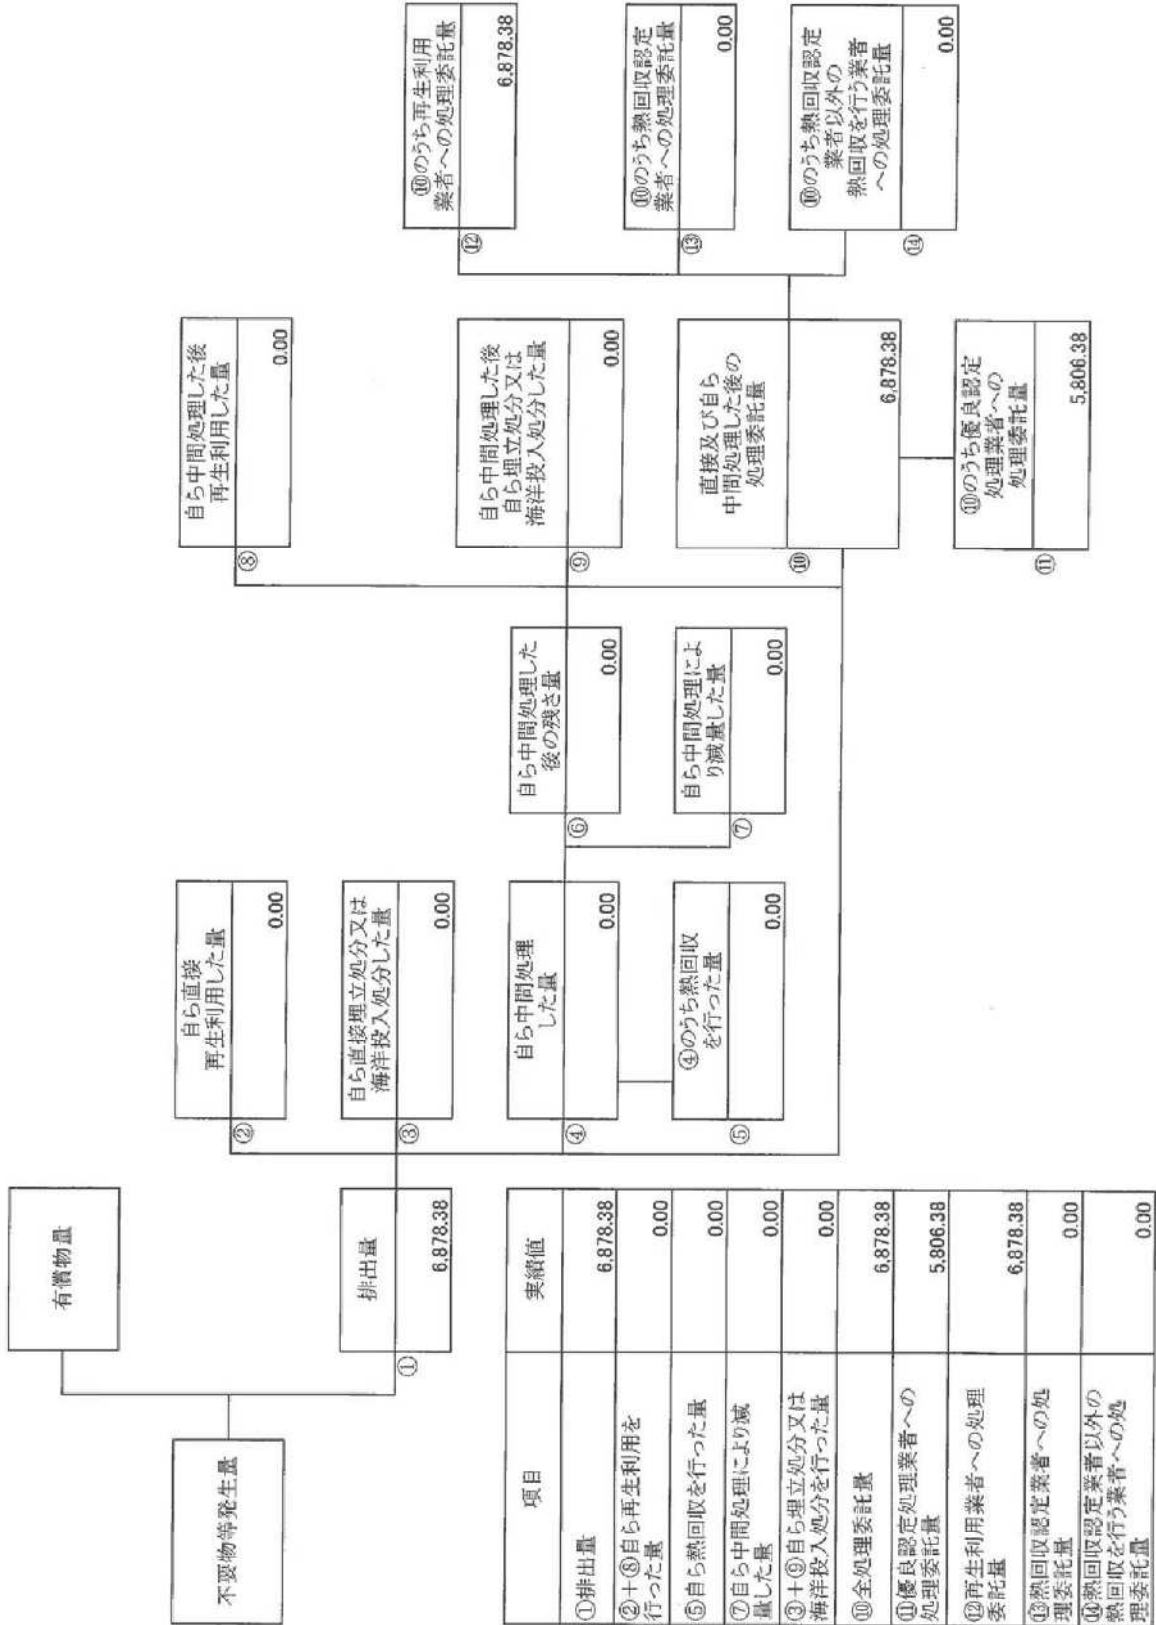 不要物等発生量
有償物量
①
排出量
6,878.38
②
自ら直接
再生利用した量
0.00
③
自ら直接埋立処分又は
海洋投入処分した量
0.00
④
自ら中間処理
した量
0.00
⑤
④のうち熱回収
を行った量
0.00
⑥
自ら中間処理した
後の残さ量
0.00
⑦
自ら中間処理によ
り減量した量
0.00
⑧
自ら中間処理した後
再生利用した量
0.00
⑨
自ら中間処理した後
自ら埋立処分又は
海洋投入処分した量
0.00
⑩
直接及び自ら
中間処理した後の
処理委託量
6,878.38
⑪
⑩のうち優良認定
処理業者への
処理委託量
5,806.38
⑫
⑩のうち再生利用
業者への処理委託量
6,878.38
⑬
⑩のうち熱回収認定
業者への処理委託量
0.00
⑭
⑩のうち熱回収認定
業者以外の
熱回収を行う業者
への処理委託量
0.00
項目 実績値
①排出量 6,878.38
②+⑧自ら再生利用を
行った量 0.00
⑤自ら熱回収を行った量 0.00
⑦自ら中間処理により減
量した量 0.00
③+⑨自ら埋立処分又は
海洋投入処分を行った量 0.00
⑩全処理委託量 6,878.38
⑪優良認定処理業者への
処理委託量 5,806.38
⑫再生利用業者への処理
委託量 6,878.38
⑬熱回収認定業者への処
理委託量 0.00
⑭熱回収認定業者以外の
熱回収を行う業者への処
理委託量 0.00